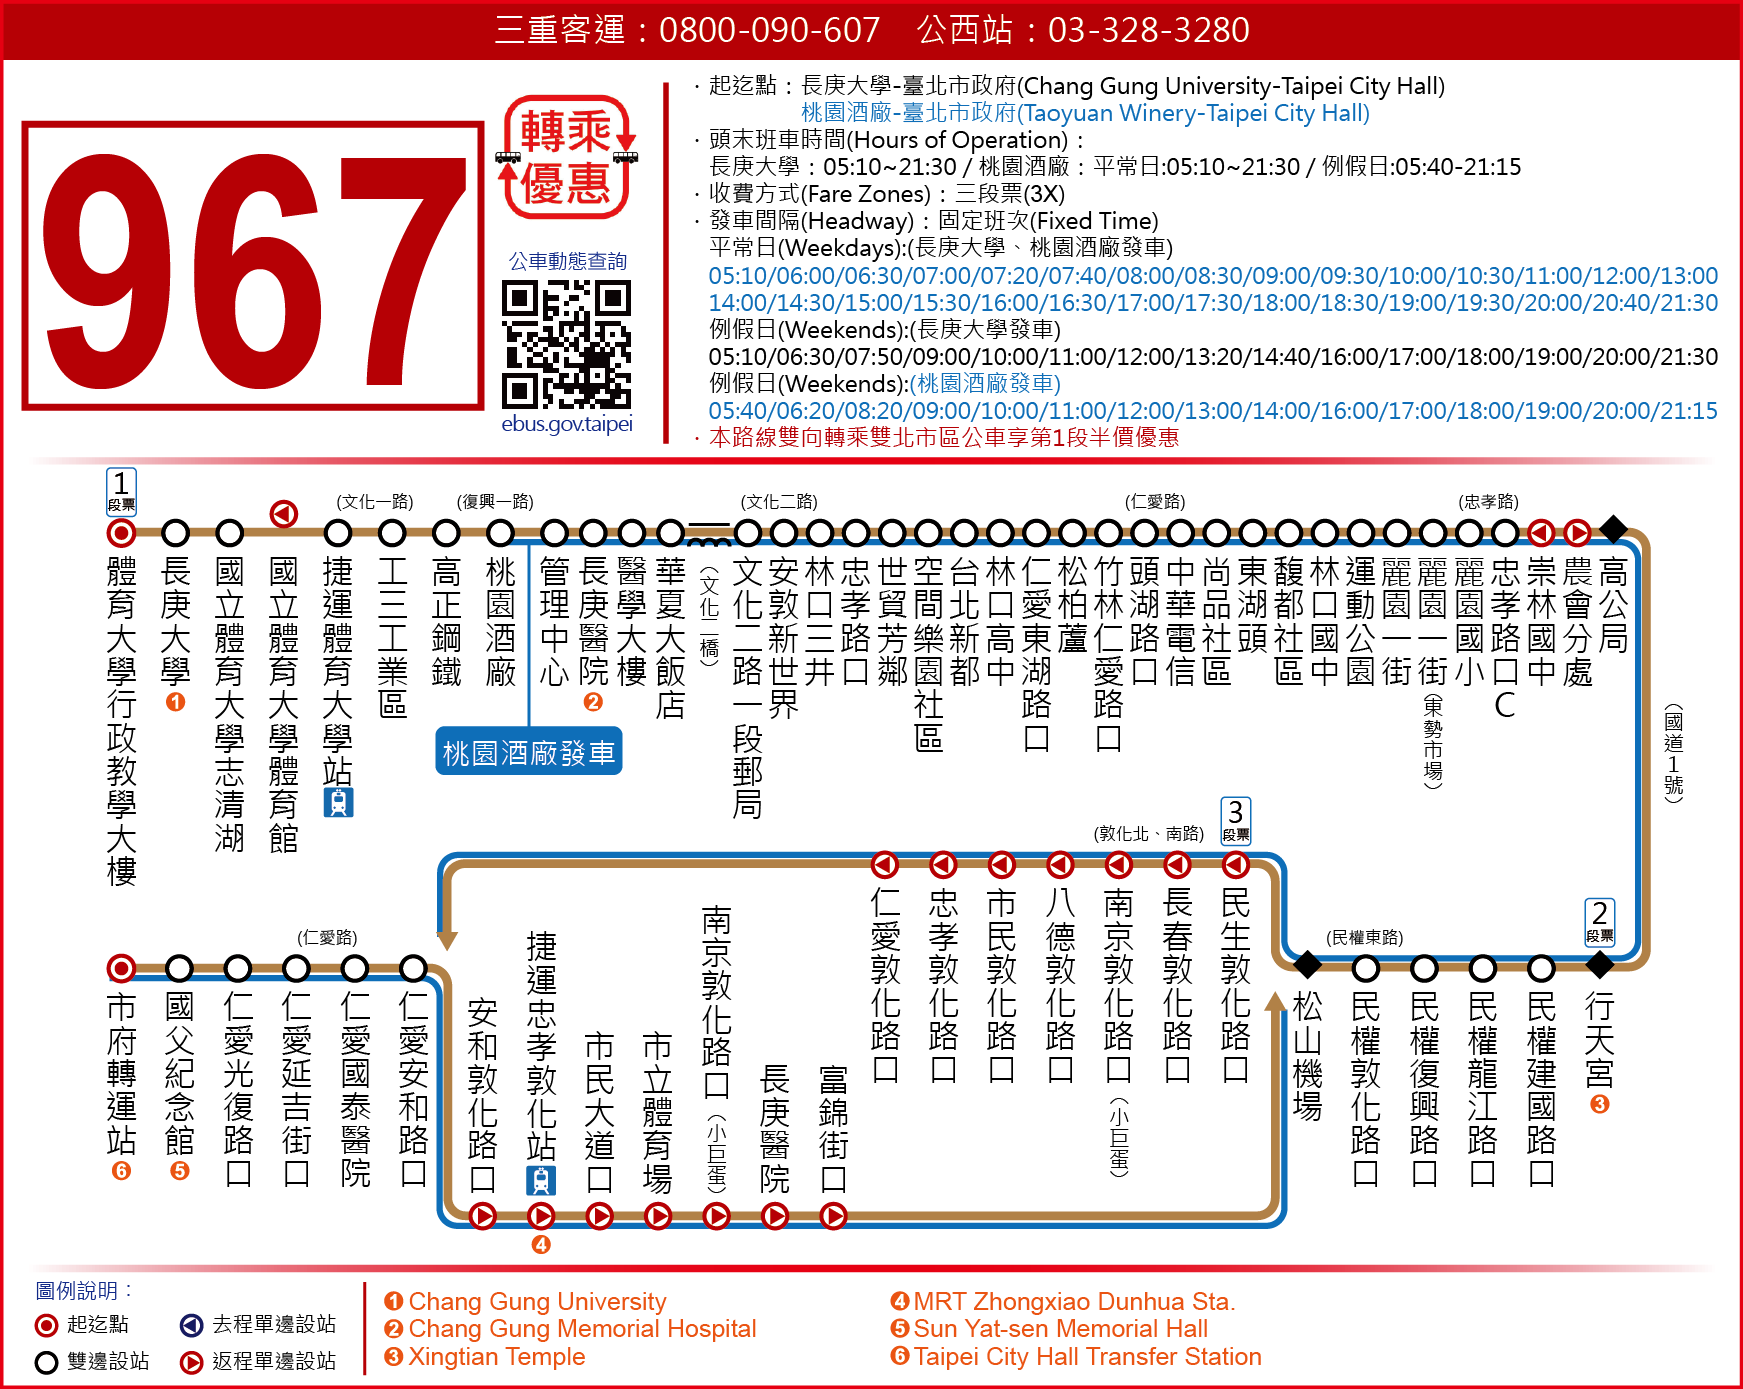 三重客運：0800-090-607　公西站：03-328-3280
967
轉乘
優惠
公車動態查詢
ebus.gov.taipei
．起迄點：長庚大學-臺北市政府(Chang Gung University-Taipei City Hall)
桃園酒廠-臺北市政府(Taoyuan Winery-Taipei City Hall)
．頭末班車時間(Hours of Operation)：
長庚大學：05:10~21:30 / 桃園酒廠：平常日:05:10~21:30 / 例假日:05:40-21:15
．收費方式(Fare Zones)：三段票(3X)
．發車間隔(Headway)：固定班次(Fixed Time)
平常日(Weekdays):(長庚大學、桃園酒廠發車)
05:10/06:00/06:30/07:00/07:20/07:40/08:00/08:30/09:00/09:30/10:00/10:30/11:00/12:00/13:00
14:00/14:30/15:00/15:30/16:00/16:30/17:00/17:30/18:00/18:30/19:00/19:30/20:00/20:40/21:30
例假日(Weekends):(長庚大學發車)
05:10/06:30/07:50/09:00/10:00/11:00/12:00/13:20/14:40/16:00/17:00/18:00/19:00/20:00/21:30
例假日(Weekends):(桃園酒廠發車)
05:40/06:20/08:20/09:00/10:00/11:00/12:00/13:00/14:00/16:00/17:00/18:00/19:00/20:00/21:15
．本路線雙向轉乘雙北市區公車享第1段半價優惠
1
段票
(文化一路)
(復興一路)
(文化二路)
(仁愛路)
(忠孝路)
體育大學行政教學大樓
長庚大學
1
國立體育大學志清湖
國立體育大學體育館
捷運體育大學站
工三工業區
高正鋼鐵
桃園酒廠
管理中心
長庚醫院
2
醫學大樓
華夏大飯店
(文化二橋)
文化二路一段郵局
安敦新世界
林口三井
忠孝路口
世貿芳鄰
空間樂園社區
台北新都
林口高中
仁愛東湖路口
松柏蘆
竹林仁愛路口
頭湖路口
中華電信
尚品社區
東湖頭
馥都社區
林口國中
運動公園
麗園一街
麗園一街(東勢市場)
麗園國小
忠孝路口C
崇林國中
農會分處
高公局
桃園酒廠發車
(國道1號)
(敦化北、南路)
3
段票
仁愛敦化路口
忠孝敦化路口
市民敦化路口
八德敦化路口
南京敦化路口(小巨蛋)
長春敦化路口
民生敦化路口
(仁愛路)
(民權東路)
2
段票
市府轉運站
6
國父紀念館
5
仁愛光復路口
仁愛延吉街口
仁愛國泰醫院
仁愛安和路口
安和敦化路口
捷運忠孝敦化站
4
市民大道口
市立體育場
南京敦化路口(小巨蛋)
長庚醫院
富錦街口
松山機場
民權敦化路口
民權復興路口
民權龍江路口
民權建國路口
行天宮
3
圖例說明：
起迄點
去程單邊設站
雙邊設站
返程單邊設站
1 Chang Gung University
2 Chang Gung Memorial Hospital
3 Xingtian Temple
4 MRT Zhongxiao Dunhua Sta.
5 Sun Yat-sen Memorial Hall
6 Taipei City Hall Transfer Station